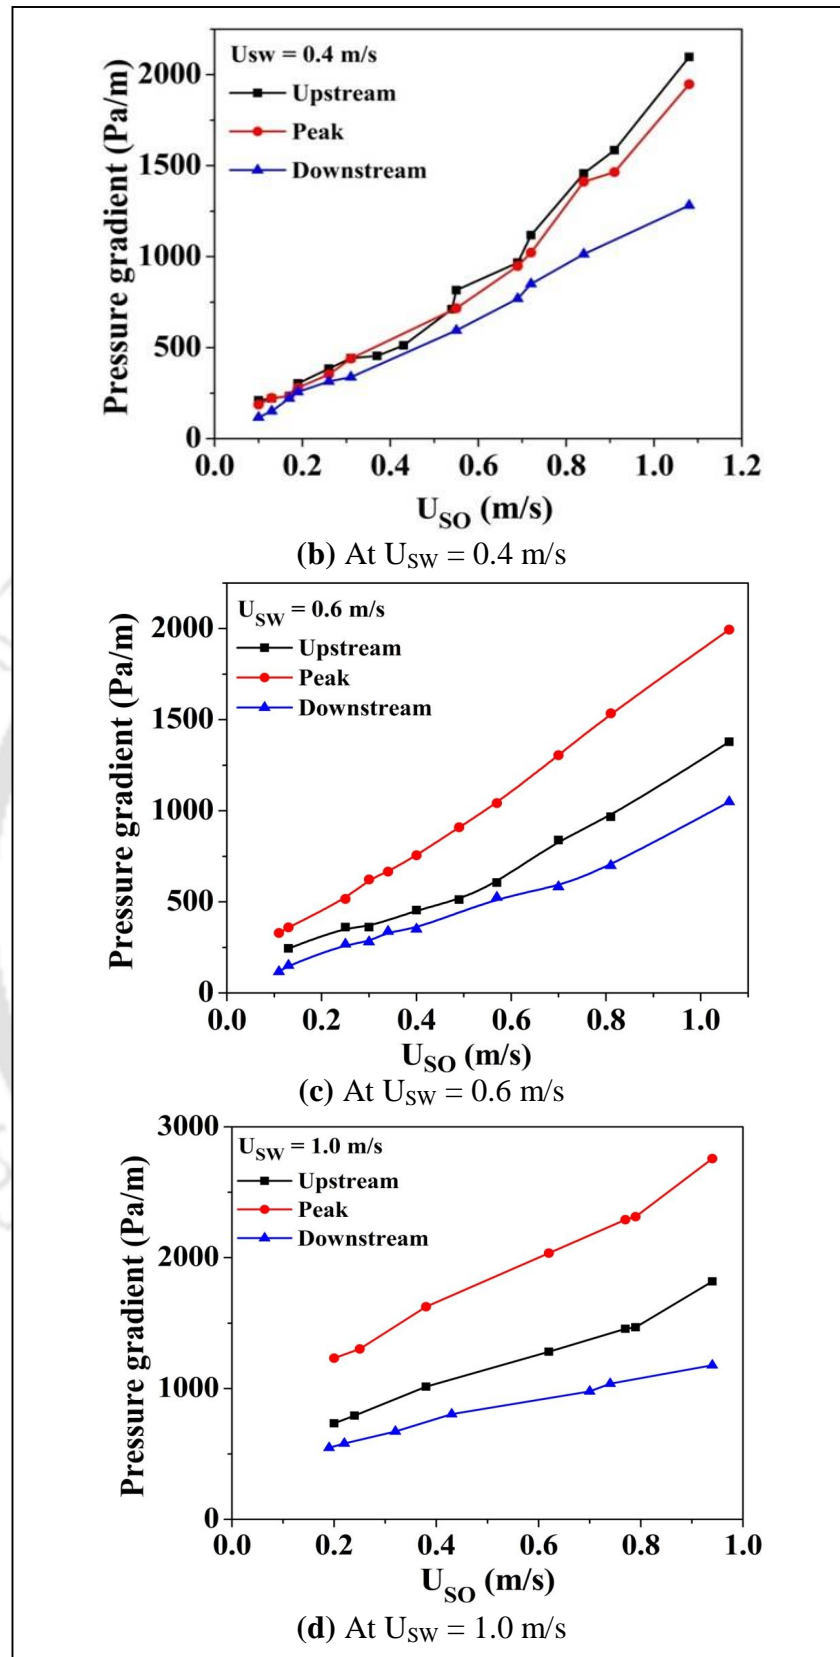 Usw = 0.4 m/s
Upstream
Peak
Downstream
Pressure gradient (Pa/m)
2000
1500
1000
500
0
0.0 0.2 0.4 0.6 0.8 1.0 1.2
USO (m/s)
(b) At USW = 0.4 m/s
USW = 0.6 m/s
Upstream
Peak
Downstream
Pressure gradient (Pa/m)
2000
1500
1000
500
0
0.0 0.2 0.4 0.6 0.8 1.0
USO (m/s)
(c) At USW = 0.6 m/s
USW = 1.0 m/s
Upstream
Peak
Downstream
Pressure gradient (Pa/m)
3000
2000
1000
0
0.0 0.2 0.4 0.6 0.8 1.0
USO (m/s)
(d) At USW = 1.0 m/s